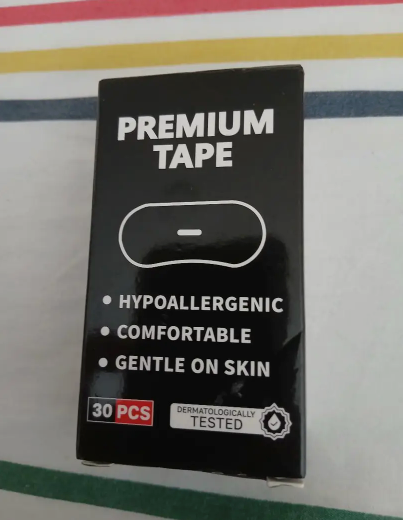 PREMIUM
TAPE
• HYPOALLERGENIC
• COMFORTABLE
• GENTLE ON SKIN
30 PCS
DERMATOLOGICALLY
TESTED